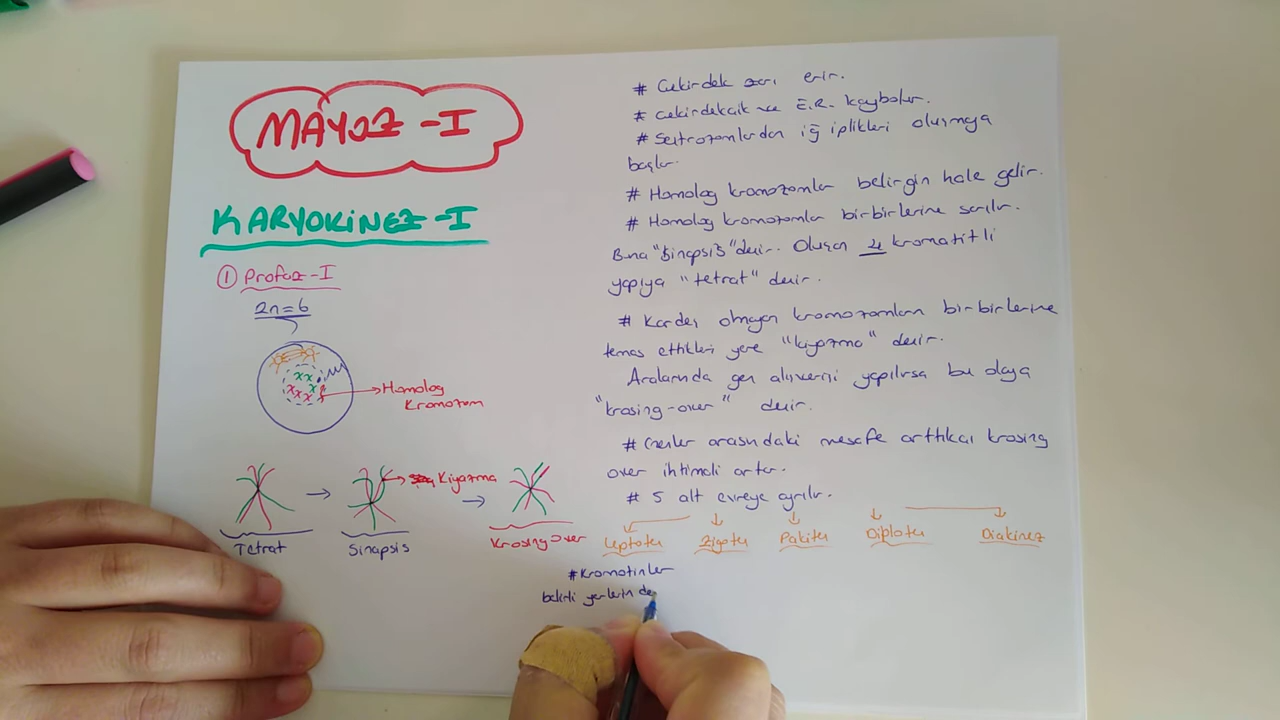 MAYOZ-I
KARYOKİNEZ-I
① Profaz-I
2n=6
Homolog
Kromozom
Kiyazma
Tetrat
Sinapsis
Krosing Over
# Çekirdek zarı erir.
# Çekirdekcik ve E.R. kaybolur.
# Sentrozomlardan iğ iplikleri oluşmaya
başlar.
# Homolog kromozomlar belirgin hale gelir.
# Homolog kromozomlar birbirlerine sarılır.
Buna "Sinapsis" denir. Oluşan 4 kromatitli
yapıya "tetrat" denir.
# Kardeş olmayan kromozomların birbirlerine
temas ettikleri yere "kiyazma" denir.
Aralarında gen alışverişi yapılırsa bu olaya
"krosing-over" denir.
# Genler arasındaki mesafe arttıkça krosing
over ihtimali artar.
# 5 alt evreye ayrılır.
Leptoten Zigoten Pakiten Diploten Diakinez
# Kromatinler
belirli yerlerinde